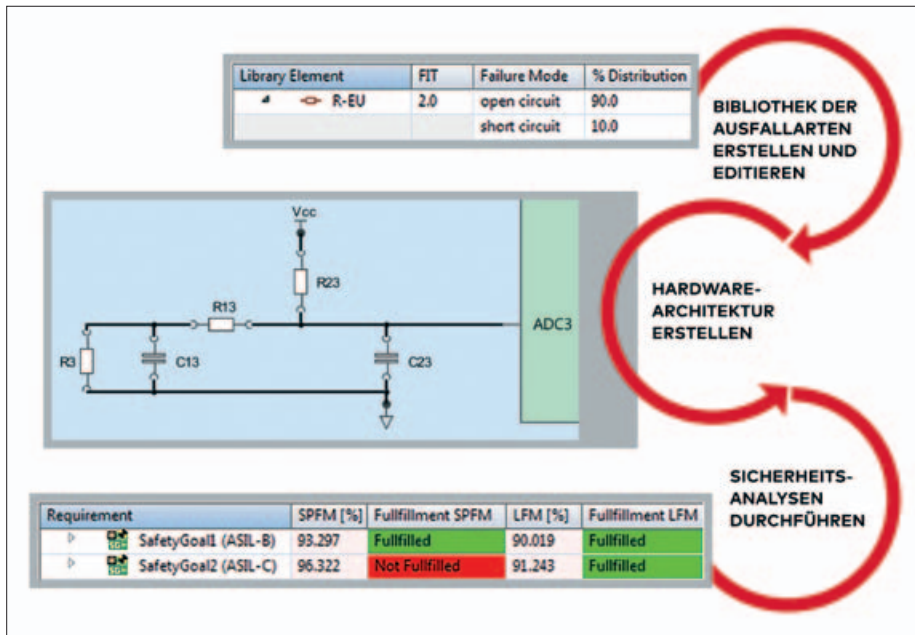 Library Element FIT Failure Mode % Distribution
R-EU 2.0 open circuit 90.0
short circuit 10.0
BIBLIOTHEK DER
AUSFALLARTEN
ERSTELLEN UND
EDITIEREN
Vcc
R23
R13
ADC3
R3
C13
C23
HARDWARE-
ARCHITEKTUR
ERSTELLEN
SICHERHEITS-
ANALYSEN
DURCHFÜHREN
Requirement SPFM [%] Fullfillment SPFM LFM [%] Fullfillment LFM
SafetyGoal1 (ASIL-B) 93.297 Fullfilled 90.019 Fullfilled
SafetyGoal2 (ASIL-C) 96.322 Not Fullfilled 91.243 Fullfilled